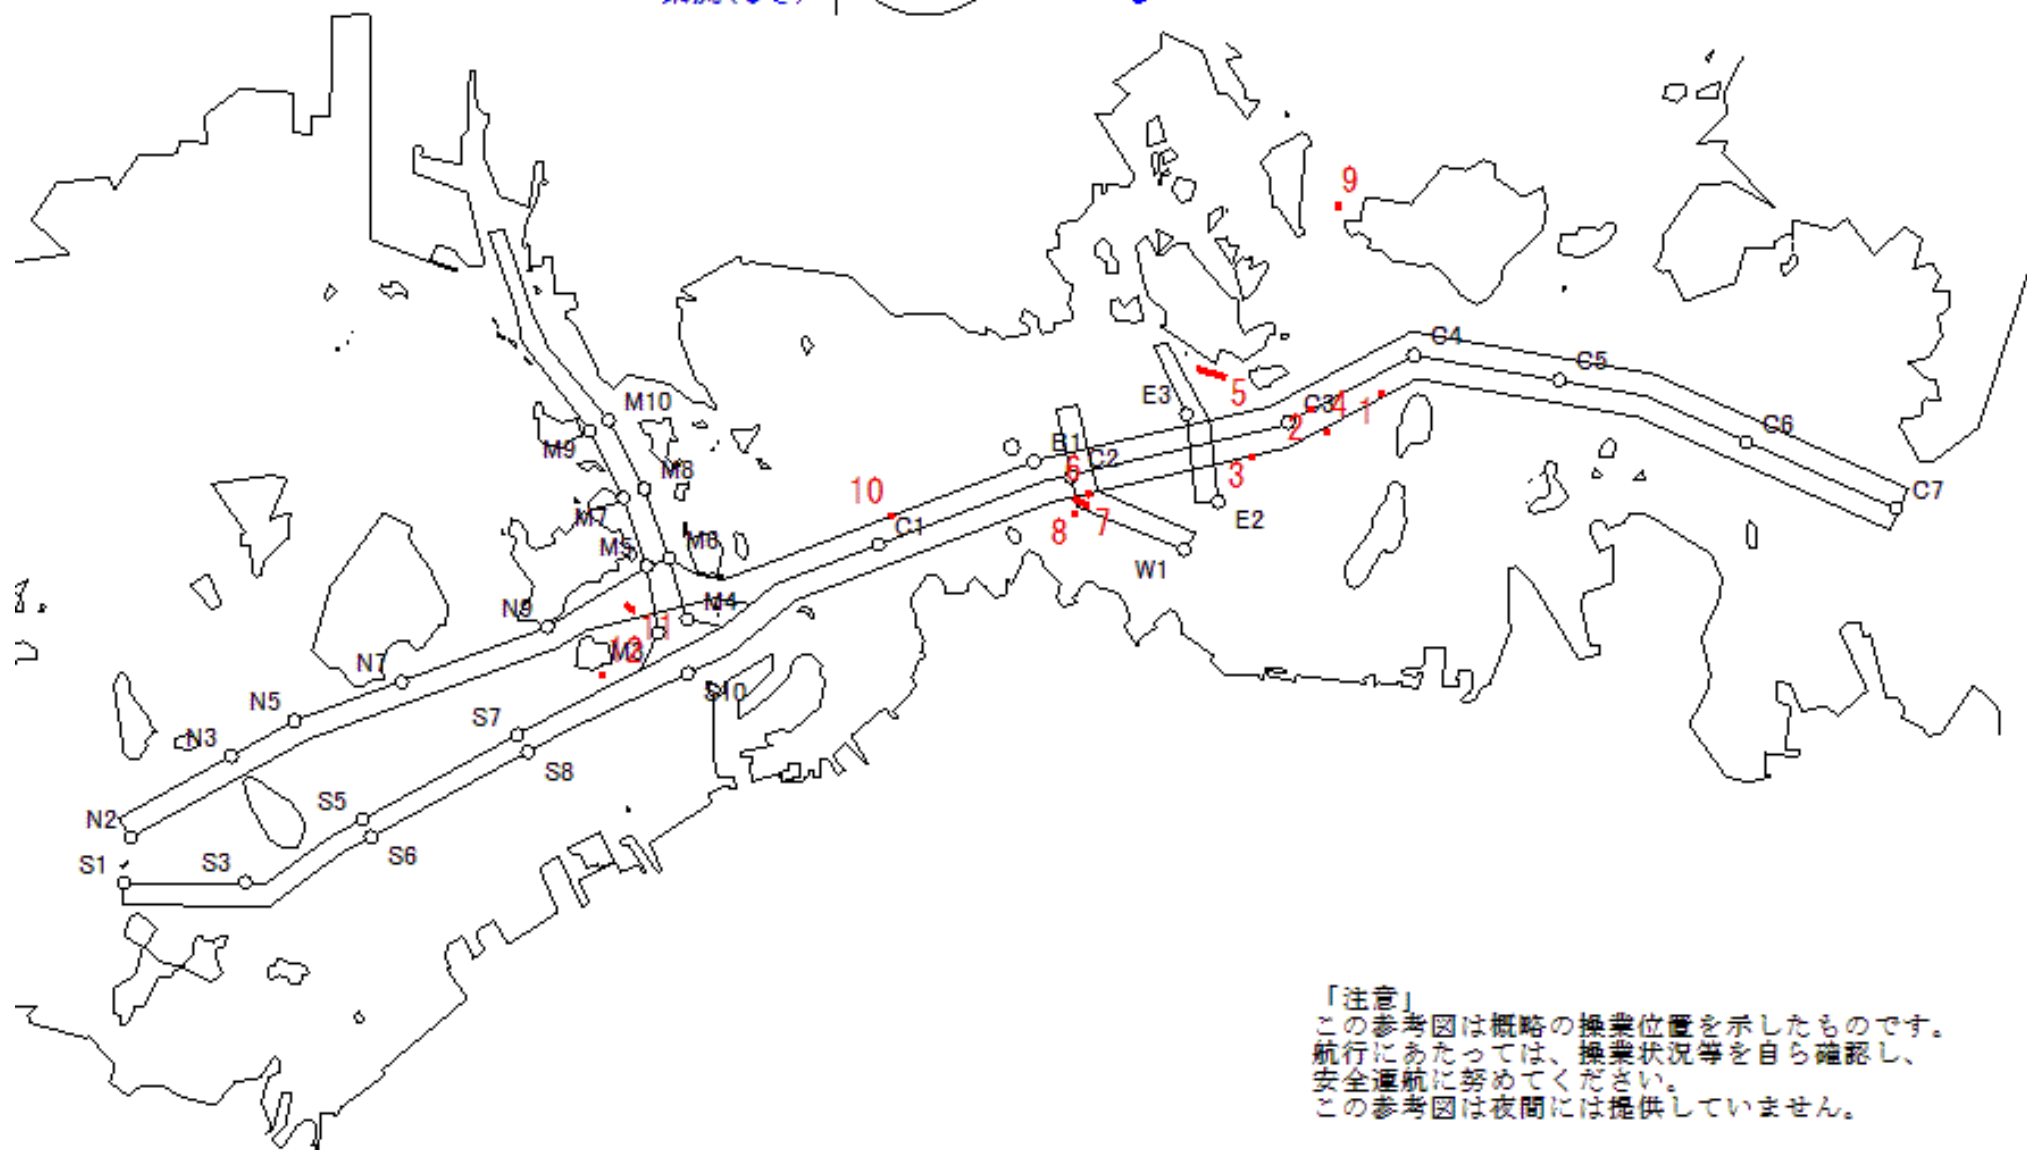 9
C4
C5
5
E3
C3
4
1
2
M10
C6
B1
M9
C2
6
3
M8
10
C7
M7
C1
8
7
E2
M5
M6
W1
N9
M4
11
12
M3
N7
S10
N5
S7
N3
S8
S5
N2
S6
S1
S3
「注意」
この参考図は概略の操業位置を示したものです。
航行にあたっては、操業状況等を自ら確認し、
安全運航に努めてください。
この参考図は夜間には提供していません。